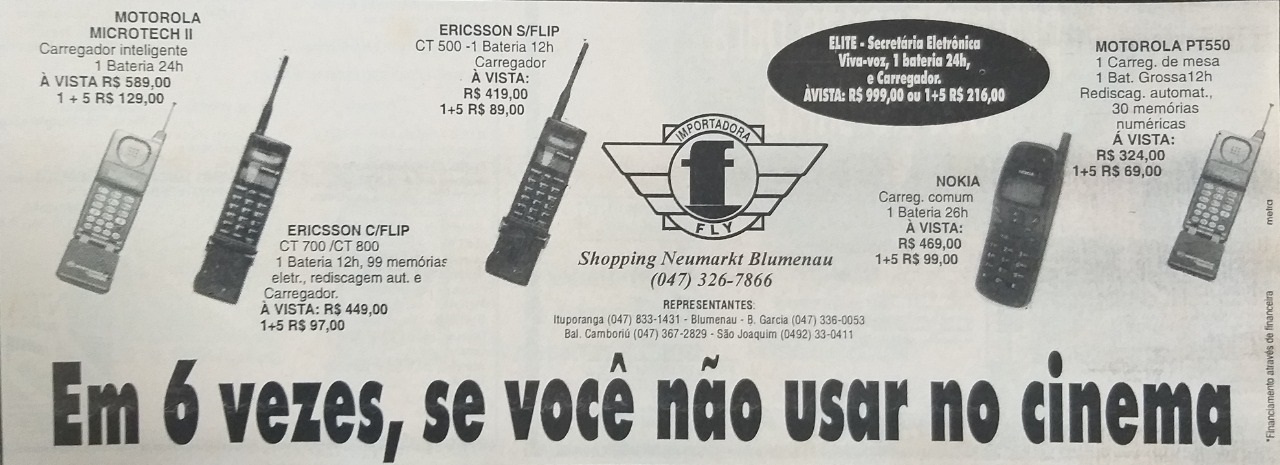 MOTOROLA
MICROTECH II
Carregador inteligente
1 Bateria 24h
À VISTA R$ 589,00
1 + 5 R$ 129,00
ERICSSON C/FLIP
CT 700 /CT 800
1 Bateria 12h, 99 memórias
eletr., rediscagem aut. e
Carregador.
À VISTA: R$ 449,00
1+5 R$ 97,00
ERICSSON S/FLIP
CT 500 -1 Bateria 12h
Carregador
À VISTA:
R$ 419,00
1+5 R$ 89,00
ELITE - Secretária Eletrônica
Viva-voz, 1 bateria 24h,
e Carregador.
ÀVISTA: R$ 999,00 ou 1+5 R$ 216,00
IMPORTADORA
f
FLY
Shopping Neumarkt Blumenau
(047) 326-7866
REPRESENTANTES:
Ituporanga (047) 833-1431 - Blumenau - B. Garcia (047) 336-0053
Bal. Camboriú (047) 367-2829 - São Joaquim (0492) 33-0411
NOKIA
Carreg. comum
1 Bateria 26h
À VISTA:
R$ 469,00
1+5 R$ 99,00
NOKIA
MOTOROLA PT550
1 Carreg. de mesa
1 Bat. Grossa12h
Rediscag. automat.,
30 memórias
numéricas
Á VISTA:
R$ 324,00
1+5 R$ 69,00
Em 6 vezes, se você não usar no cinema
*Financiamento através de financeira
metra